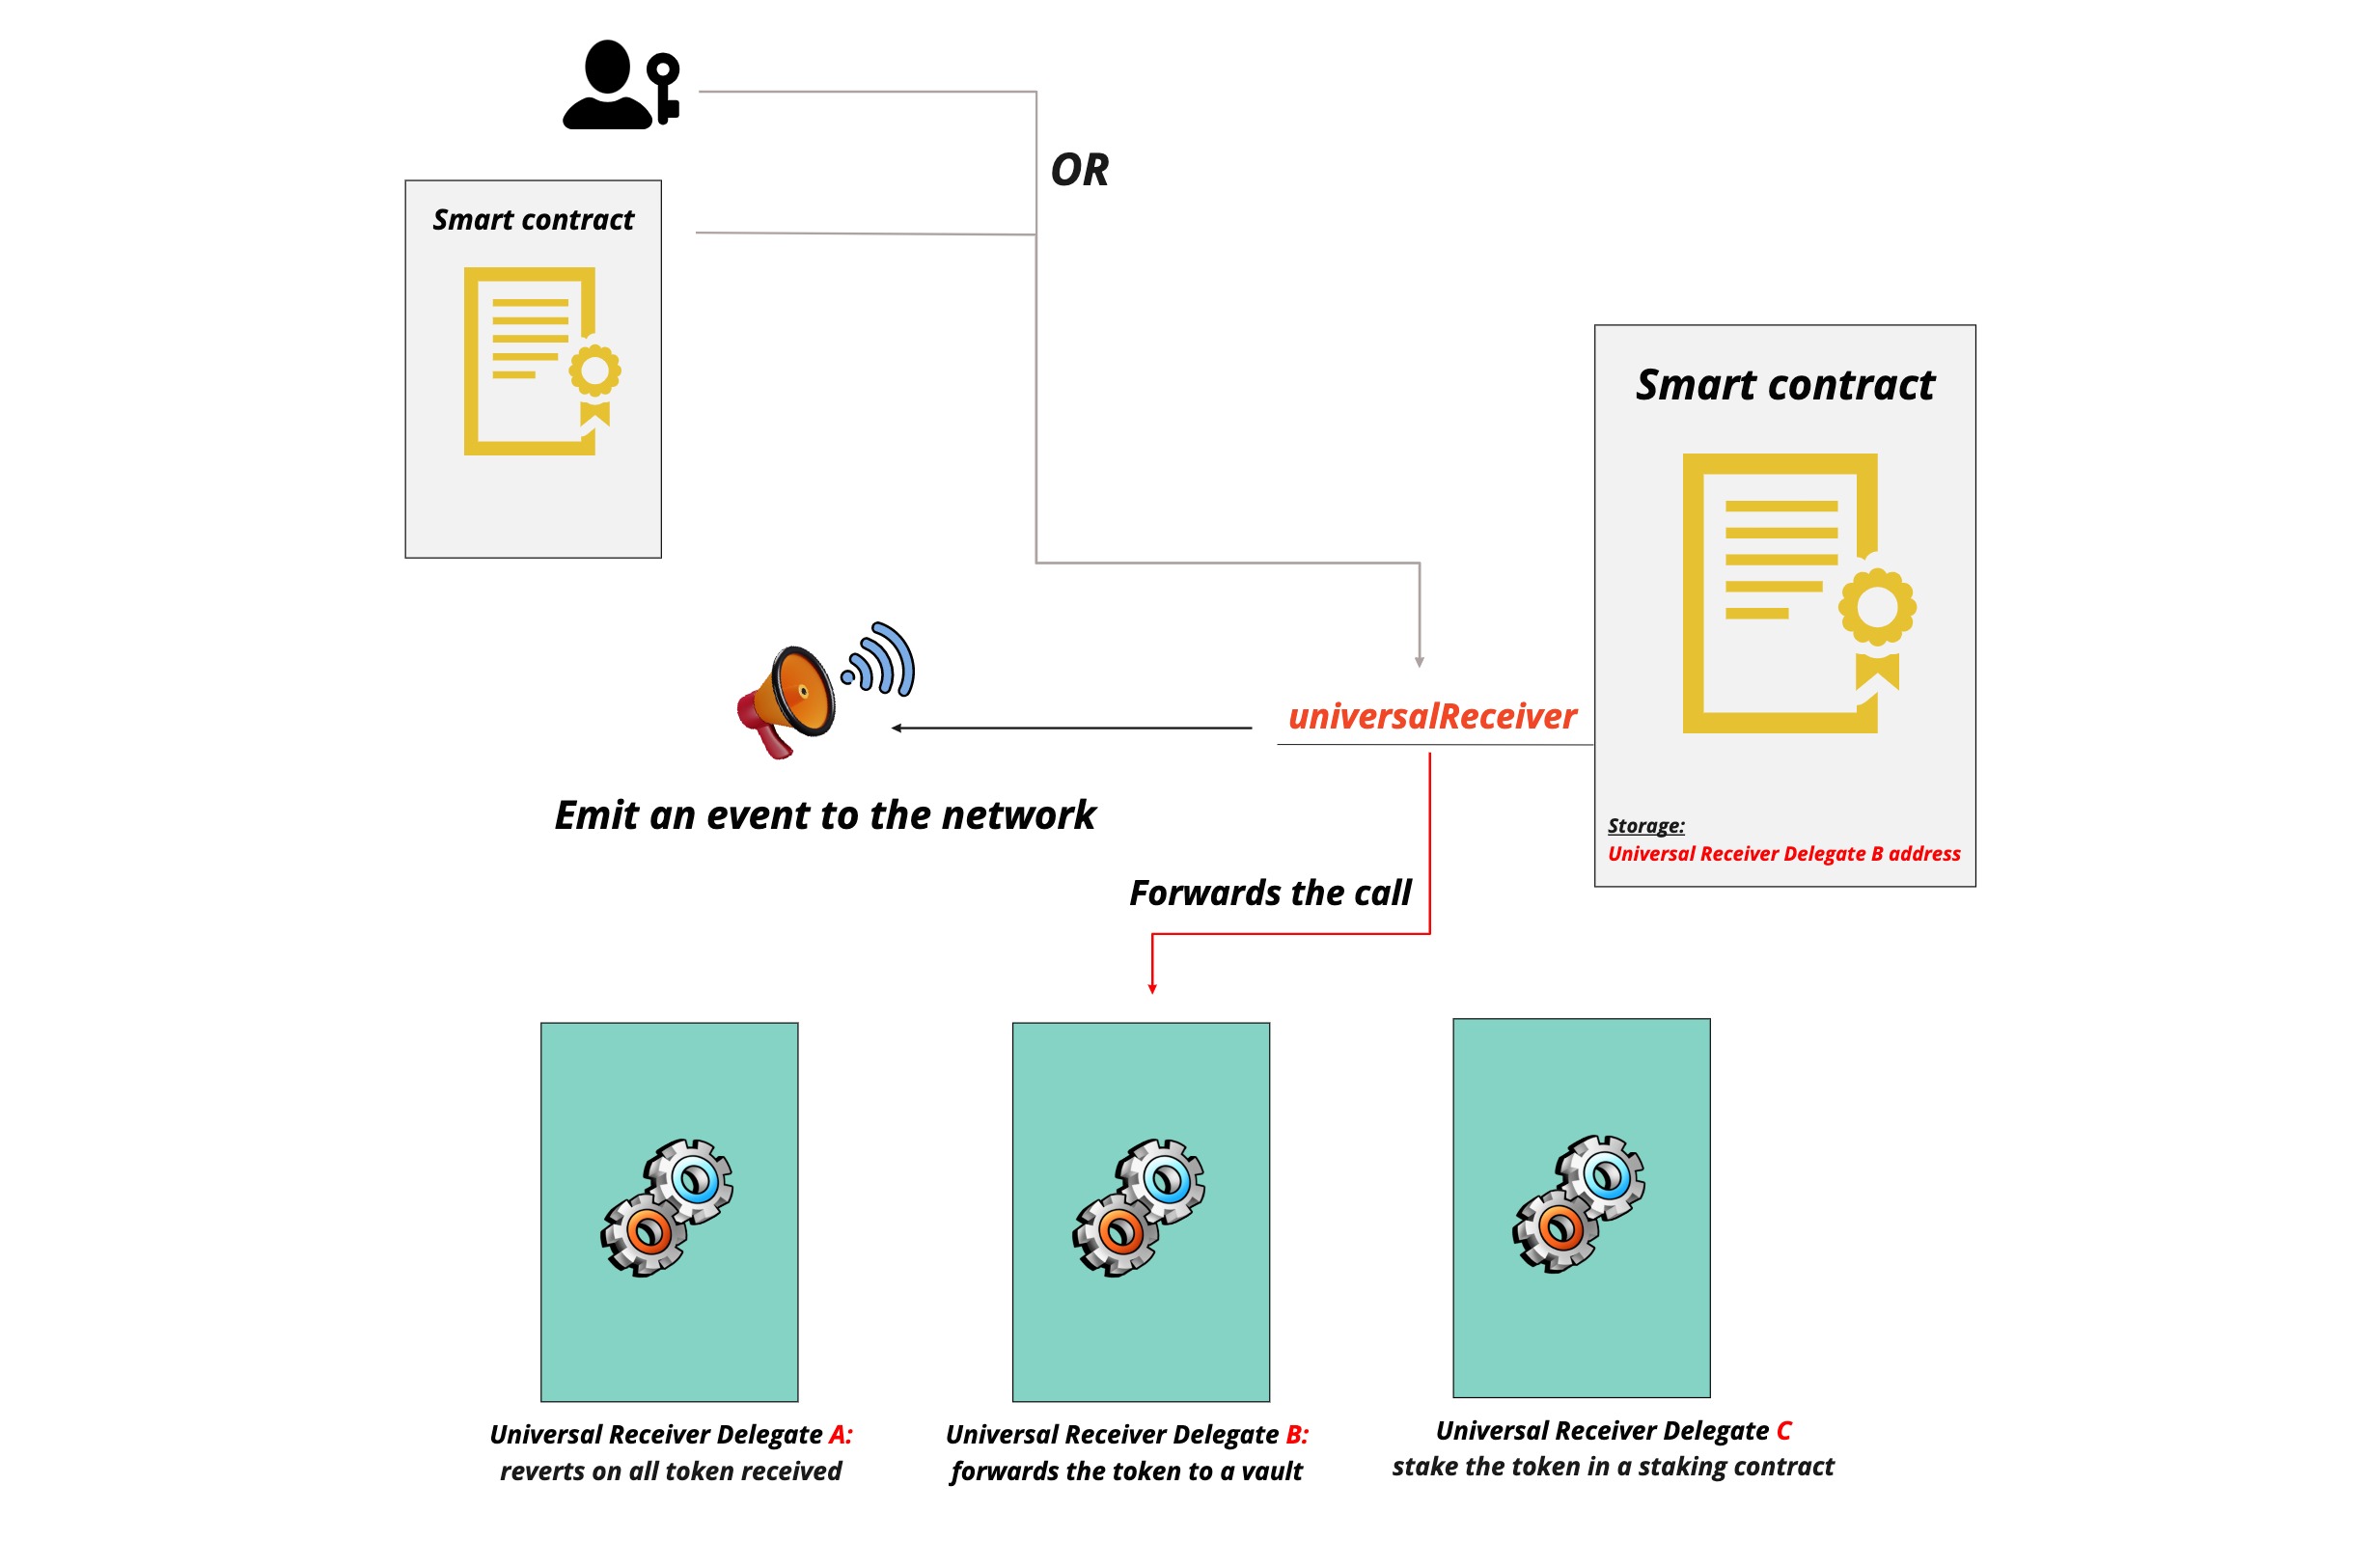 OR
Smart contract
Smart contract
universalReceiver
Emit an event to the network
Storage:
Universal Receiver Delegate B address
Forwards the call
Universal Receiver Delegate A:
reverts on all token received
Universal Receiver Delegate B:
forwards the token to a vault
Universal Receiver Delegate C
stake the token in a staking contract